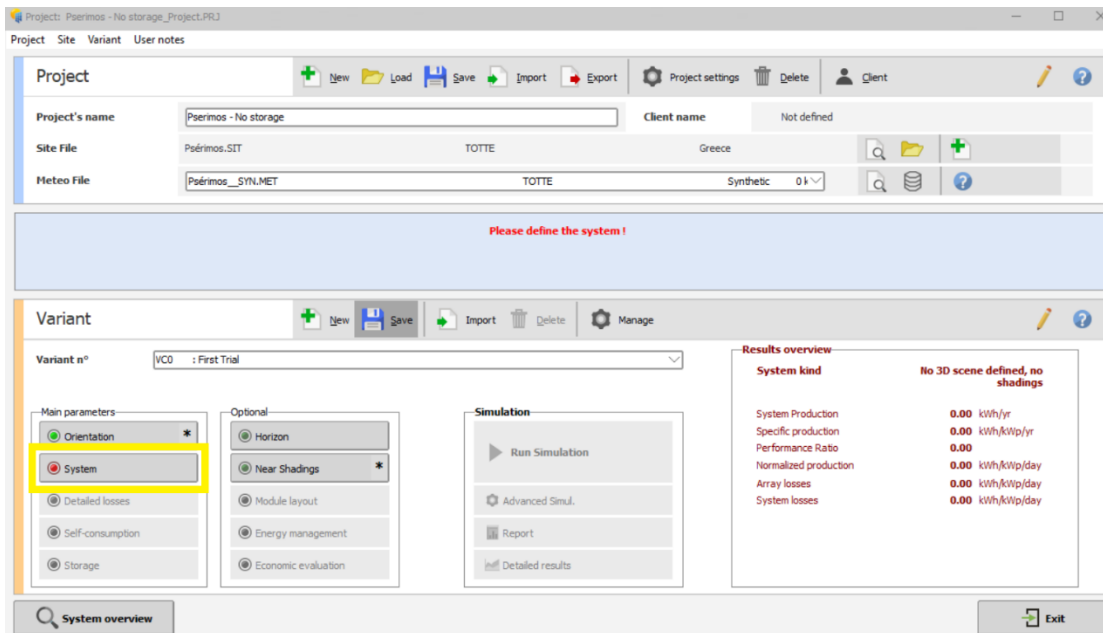 Project: Pserimos - No storage_Project.PRJ
Project Site Variant User notes
Project New Load Save Import Export Project settings Delete Client
Project's name Pserimos - No storage Client name Not defined
Site File Psérimos.SIT TOTTE Greece
Meteo File Psérimos__SYN.MET TOTTE Synthetic 0 k
Please define the system !
Variant New Save Import Delete Manage
Variant n° VC0 : First Trial
Results overview
System kind No 3D scene defined, no shadings
Main parameters Optional Simulation
Orientation * Horizon Run Simulation
System Near Shadings *
Detailed losses Module layout Advanced Simul.
Self-consumption Energy management Report
Storage Economic evaluation Detailed results
System Production 0.00 kWh/yr
Specific production 0.00 kWh/kWp/yr
Performance Ratio 0.00
Normalized production 0.00 kWh/kWp/day
Array losses 0.00 kWh/kWp/day
System losses 0.00 kWh/kWp/day
System overview Exit